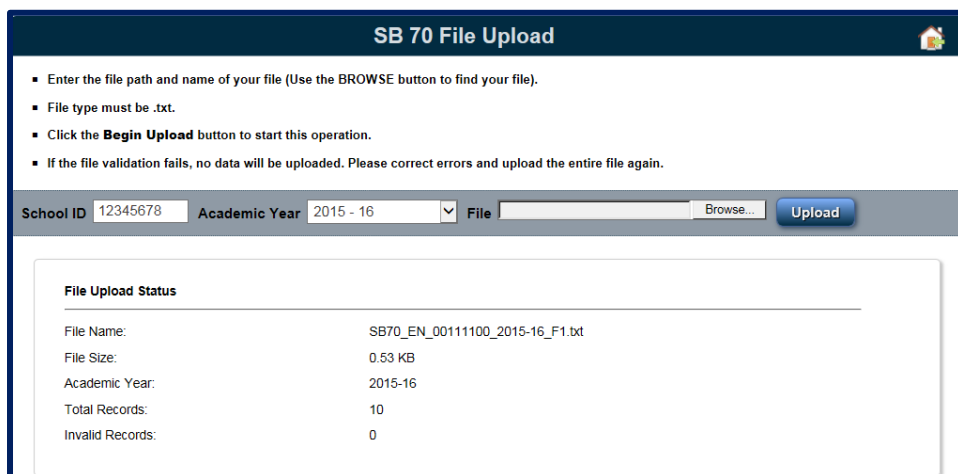 SB 70 File Upload
Enter the file path and name of your file (Use the BROWSE button to find your file).
File type must be .txt.
Click the Begin Upload button to start this operation.
If the file validation fails, no data will be uploaded. Please correct errors and upload the entire file again.
School ID 12345678 Academic Year 2015 - 16 File Browse... Upload
File Upload Status
File Name: SB70_EN_00111100_2015-16_F1.txt
File Size: 0.53 KB
Academic Year: 2015-16
Total Records: 10
Invalid Records: 0